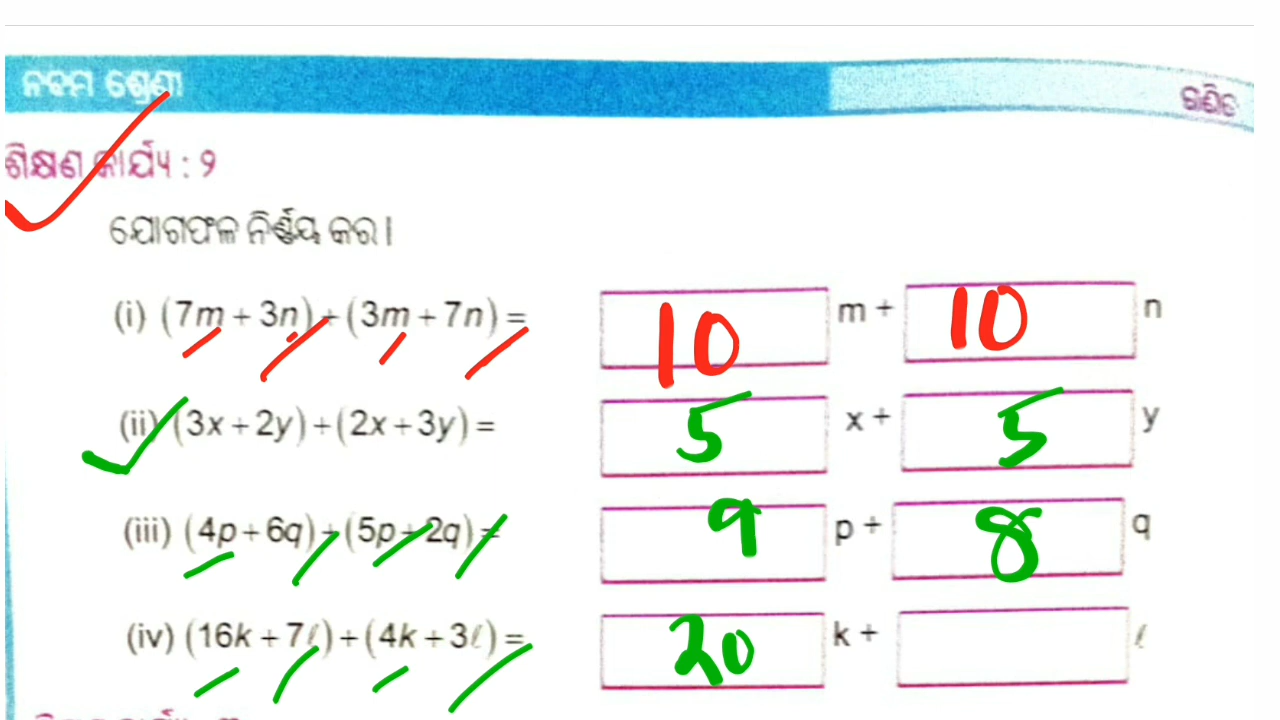 ନବମ ଶ୍ରେଣୀ
ଗଣିତ
ଶିକ୍ଷଣ କାର୍ଯ୍ୟ : ୨
ଯୋଗଫଳ ନିର୍ଣ୍ଣୟ କର।
(i) (7m + 3n) + (3m + 7n) = 10 m + 10 n
(ii) (3x + 2y) + (2x + 3y) = 5 x + 5 y
(iii) (4p + 6q) + (5p + 2q) = 9 p + 8 q
(iv) (16k + 7ℓ) + (4k + 3ℓ) = 20 k + ℓ